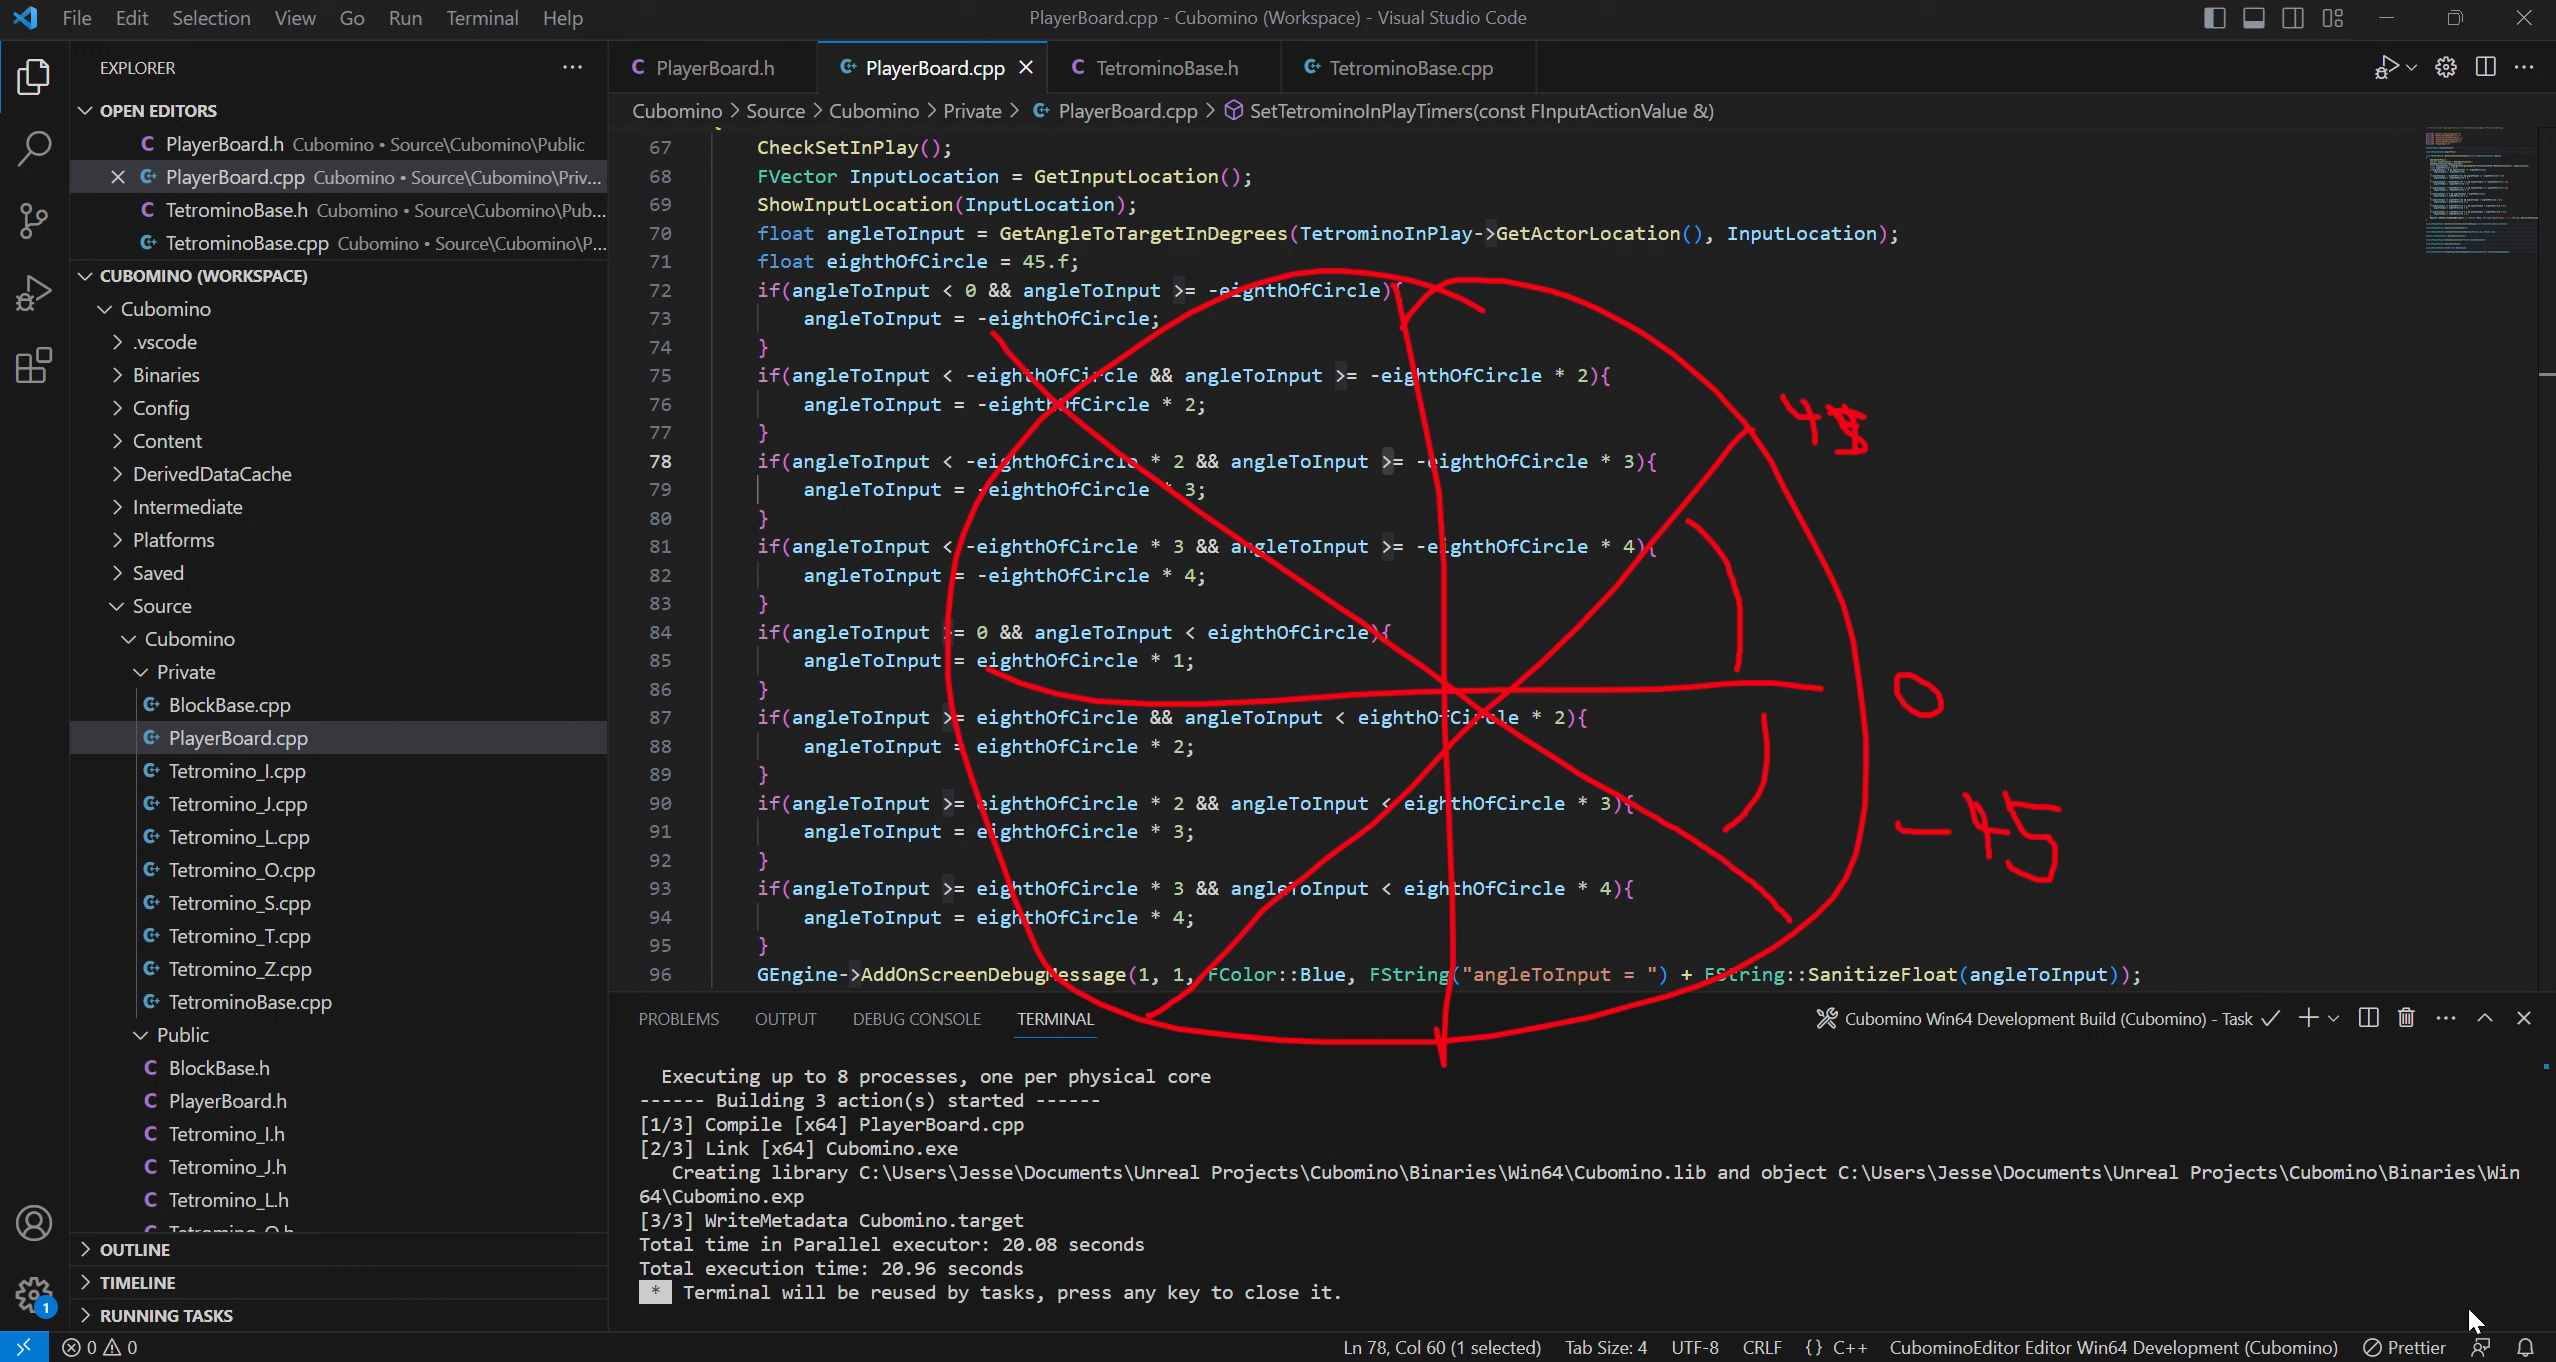 File Edit Selection View Go Run Terminal Help
PlayerBoard.cpp - Cubomino (Workspace) - Visual Studio Code
EXPLORER
OPEN EDITORS
PlayerBoard.h Cubomino • Source\Cubomino\Public
PlayerBoard.cpp Cubomino • Source\Cubomino\Priv...
TetrominoBase.h Cubomino • Source\Cubomino\Pub...
TetrominoBase.cpp Cubomino • Source\Cubomino\P...
CUBOMINO (WORKSPACE)
Cubomino
.vscode
Binaries
Config
Content
DerivedDataCache
Intermediate
Platforms
Saved
Source
Cubomino
Private
BlockBase.cpp
PlayerBoard.cpp
Tetromino_I.cpp
Tetromino_J.cpp
Tetromino_L.cpp
Tetromino_O.cpp
Tetromino_S.cpp
Tetromino_T.cpp
Tetromino_Z.cpp
TetrominoBase.cpp
Public
BlockBase.h
PlayerBoard.h
Tetromino_I.h
Tetromino_J.h
Tetromino_L.h
OUTLINE
TIMELINE
RUNNING TASKS
1
PlayerBoard.h PlayerBoard.cpp TetrominoBase.h TetrominoBase.cpp
Cubomino > Source > Cubomino > Private > PlayerBoard.cpp > SetTetrominoInPlayTimers(const FInputActionValue &)
67 CheckSetInPlay();
68 FVector InputLocation = GetInputLocation();
69 ShowInputLocation(InputLocation);
70 float angleToInput = GetAngleToTargetInDegrees(TetrominoInPlay->GetActorLocation(), InputLocation);
71 float eighthOfCircle = 45.f;
72 if(angleToInput < 0 && angleToInput >= -eighthOfCircle){
73 angleToInput = -eighthOfCircle;
74 }
75 if(angleToInput < -eighthOfCircle && angleToInput >= -eighthOfCircle * 2){
76 angleToInput = -eighthOfCircle * 2;
77 }
78 if(angleToInput < -eighthOfCircle * 2 && angleToInput >= -eighthOfCircle * 3){
79 angleToInput = -eighthOfCircle * 3;
80 }
81 if(angleToInput < -eighthOfCircle * 3 && angleToInput >= -eighthOfCircle * 4){
82 angleToInput = -eighthOfCircle * 4;
83 }
84 if(angleToInput >= 0 && angleToInput < eighthOfCircle){
85 angleToInput = eighthOfCircle * 1;
86 }
87 if(angleToInput >= eighthOfCircle && angleToInput < eighthOfCircle * 2){
88 angleToInput = eighthOfCircle * 2;
89 }
90 if(angleToInput >= eighthOfCircle * 2 && angleToInput < eighthOfCircle * 3){
91 angleToInput = eighthOfCircle * 3;
92 }
93 if(angleToInput >= eighthOfCircle * 3 && angleToInput < eighthOfCircle * 4){
94 angleToInput = eighthOfCircle * 4;
95 }
96 GEngine->AddOnScreenDebugMessage(1, 1, FColor::Blue, FString("angleToInput = ") + FString::SanitizeFloat(angleToInput));
0
-45
PROBLEMS OUTPUT DEBUG CONSOLE TERMINAL
Cubomino Win64 Development Build (Cubomino) - Task
Executing up to 8 processes, one per physical core
------ Building 3 action(s) started ------
[1/3] Compile [x64] PlayerBoard.cpp
[2/3] Link [x64] Cubomino.exe
Creating library C:\Users\Jesse\Documents\Unreal Projects\Cubomino\Binaries\Win64\Cubomino.lib and object C:\Users\Jesse\Documents\Unreal Projects\Cubomino\Binaries\Win
64\Cubomino.exp
[3/3] WriteMetadata Cubomino.target
Total time in Parallel executor: 20.08 seconds
Total execution time: 20.96 seconds
* Terminal will be reused by tasks, press any key to close it.
0 0
Ln 78, Col 60 (1 selected) Tab Size: 4 UTF-8 CRLF {} C++ CubominoEditor Editor Win64 Development (Cubomino) Prettier